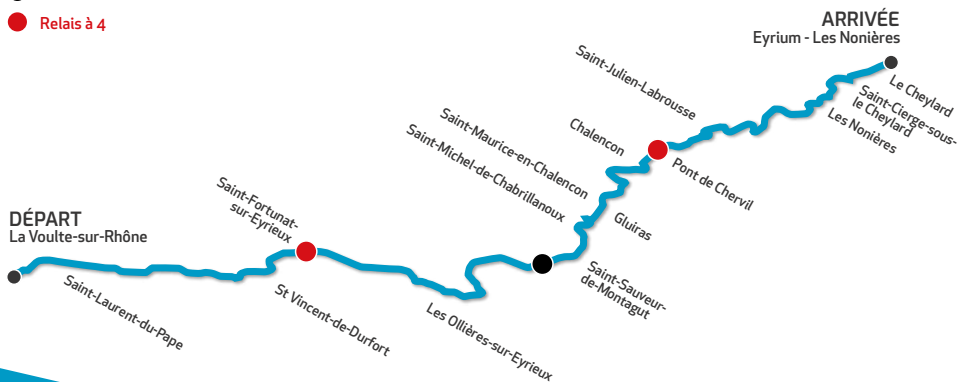 Relais à 4
ARRIVÉE
Eyrium - Les Nonières
Le Cheylard
Saint-Cierge-sous-
le Cheylard
Les Nonières
Saint-Julien-Labrousse
Chalencon
Pont de Chervil
Saint-Maurice-en-Chalencon
Saint-Michel-de-Chabrillanoux
Gluiras
Saint-Sauveur-
de-Montagut
Saint-Fortunat-
sur-Eyrieux
DÉPART
La Voulte-sur-Rhône
Saint-Laurent-du-Pape
St Vincent-de-Durfort
Les Ollières-sur-Eyrieux